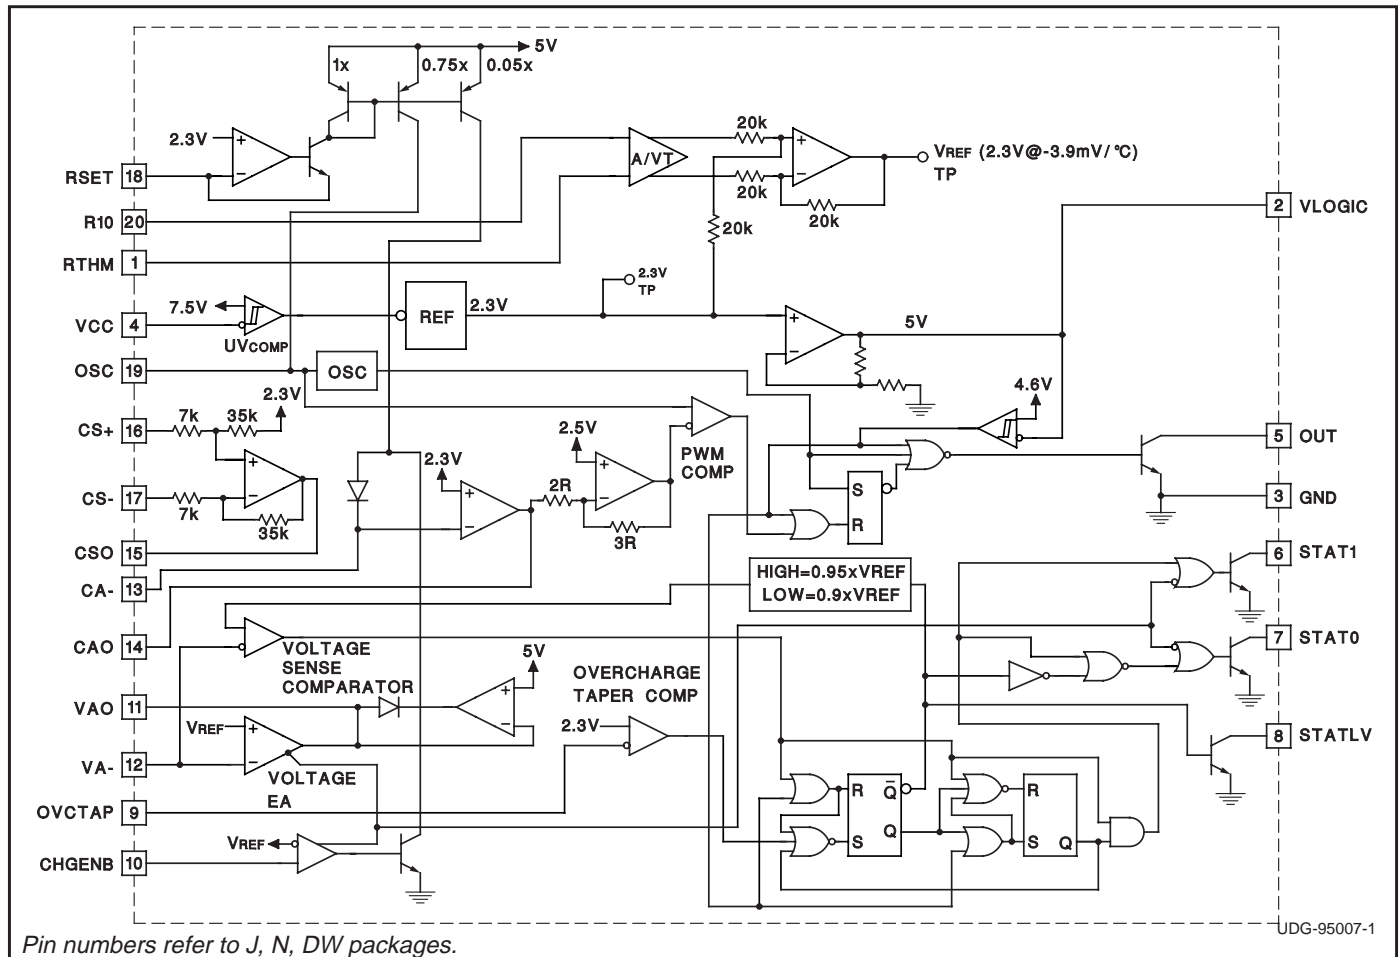 5V
1x
0.75x
0.05x
2.3V
+
−
RSET 18
R10 20
RTHM 1
A/VT
20k
20k
20k
20k
+
−
VREF (2.3V@-3.9mV/°C)
TP
2 VLOGIC
7.5V
VCC 4
UVCOMP
REF
2.3V
2.3V
TP
+
−
5V
OSC 19
OSC
4.6V
2.3V
7k
35k
CS+ 16
+
−
CS- 17
7k
35k
CSO 15
CA- 13
CAO 14
2.3V
+
−
2R
2.5V
+
−
3R
PWM
COMP
S
R
5 OUT
3 GND
6 STAT1
7 STAT0
8 STATLV
HIGH=0.95xVREF
LOW=0.9xVREF
VOLTAGE
SENSE
COMPARATOR
5V
+
−
OVERCHARGE
TAPER COMP
2.3V
VAO 11
VREF
+
−
VA- 12
VOLTAGE
EA
OVCTAP 9
VREF
CHGENB 10
R
Q̅
Q
S
R
S
Q
UDG-95007-1
Pin numbers refer to J, N, DW packages.